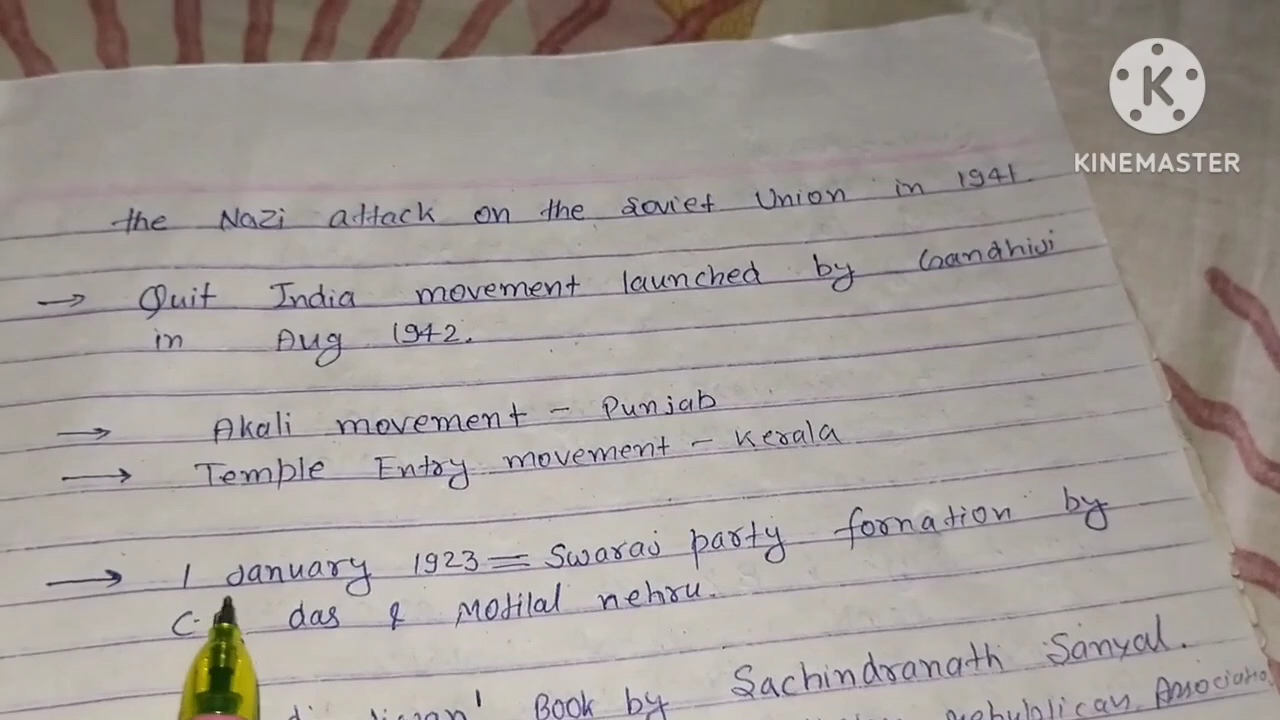 KINEMASTER
the Nazi attack on the Soviet Union in 1941.
→ Quit India movement launched by Gandhiji
in Aug 1942.
→ Akali movement - Punjab
→ Temple Entry movement - Kerala
→ 1 January 1923 = Swaraj party formation by
C. das & Motilal nehru.
Book by Sachindranath Sanyal.